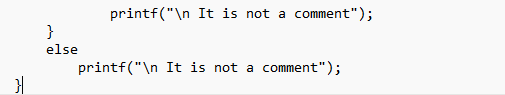 printf("\n It is not a comment");
}
else
printf("\n It is not a comment");
}